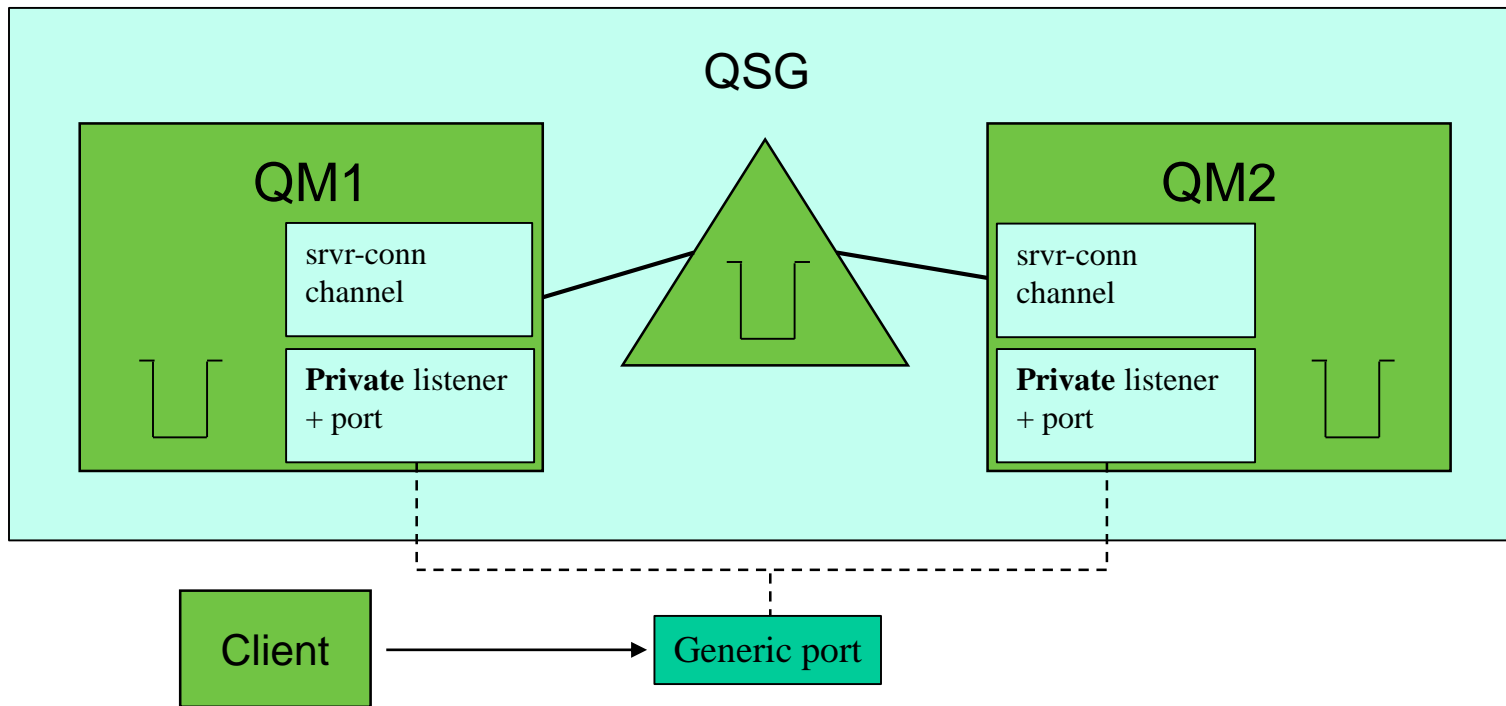 QSG
QM1
srvr-conn
channel
Private listener
+ port
QM2
srvr-conn
channel
Private listener
+ port
Client
Generic port